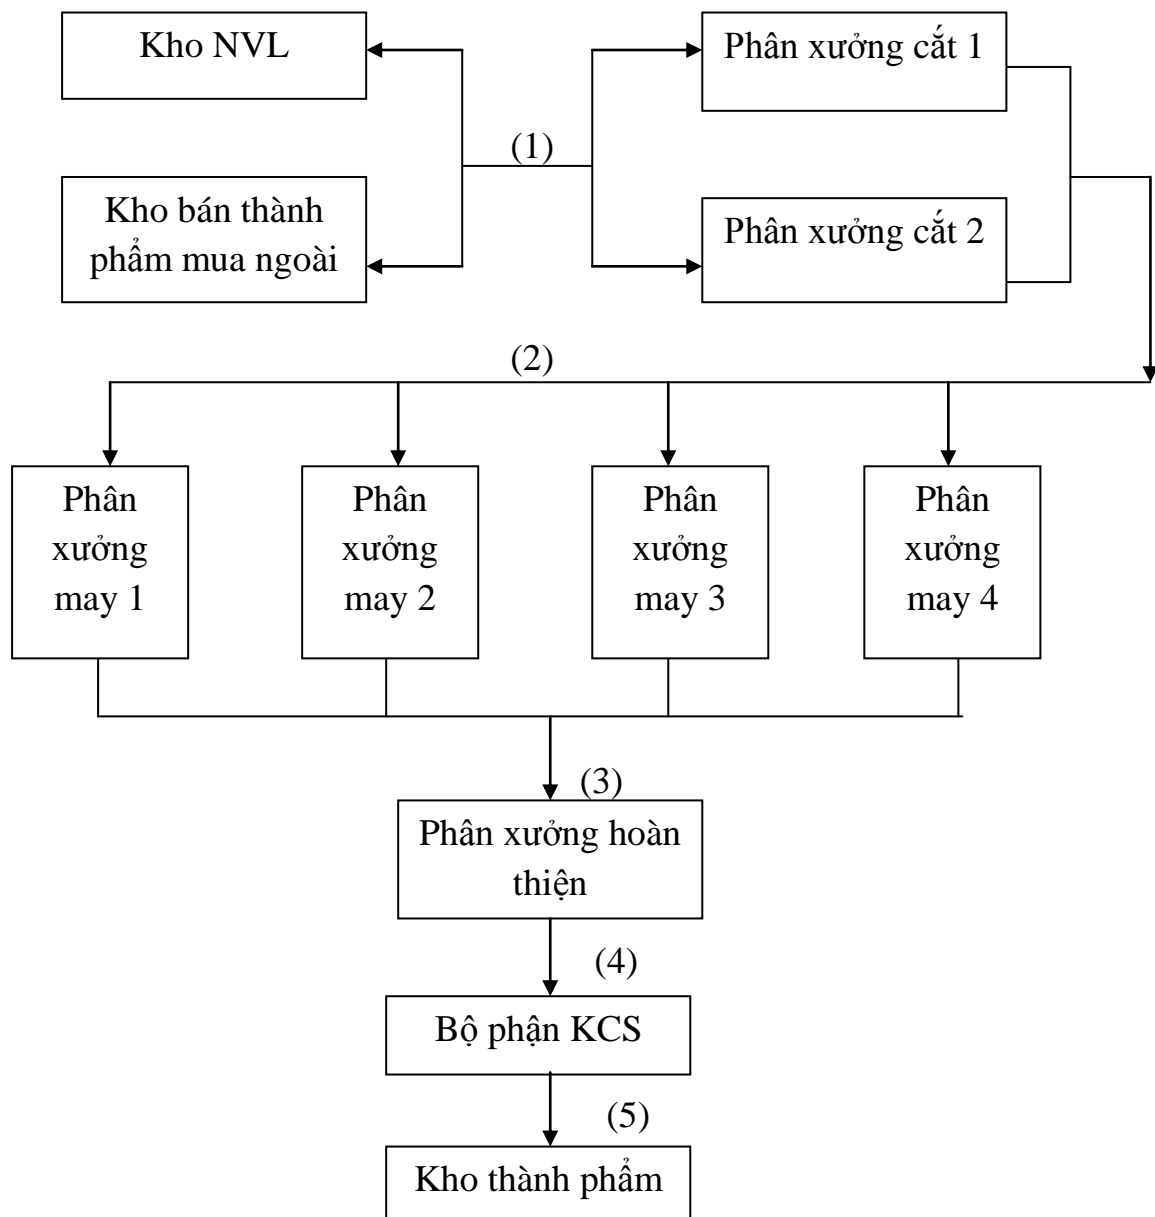 Kho NVL
Phân xưởng cắt 1
(1)
Kho bán thành
phẩm mua ngoài
Phân xưởng cắt 2
(2)
Phân
xưởng
may 1
Phân
xưởng
may 2
Phân
xưởng
may 3
Phân
xưởng
may 4
(3)
Phân xưởng hoàn
thiện
(4)
Bộ phận KCS
(5)
Kho thành phẩm